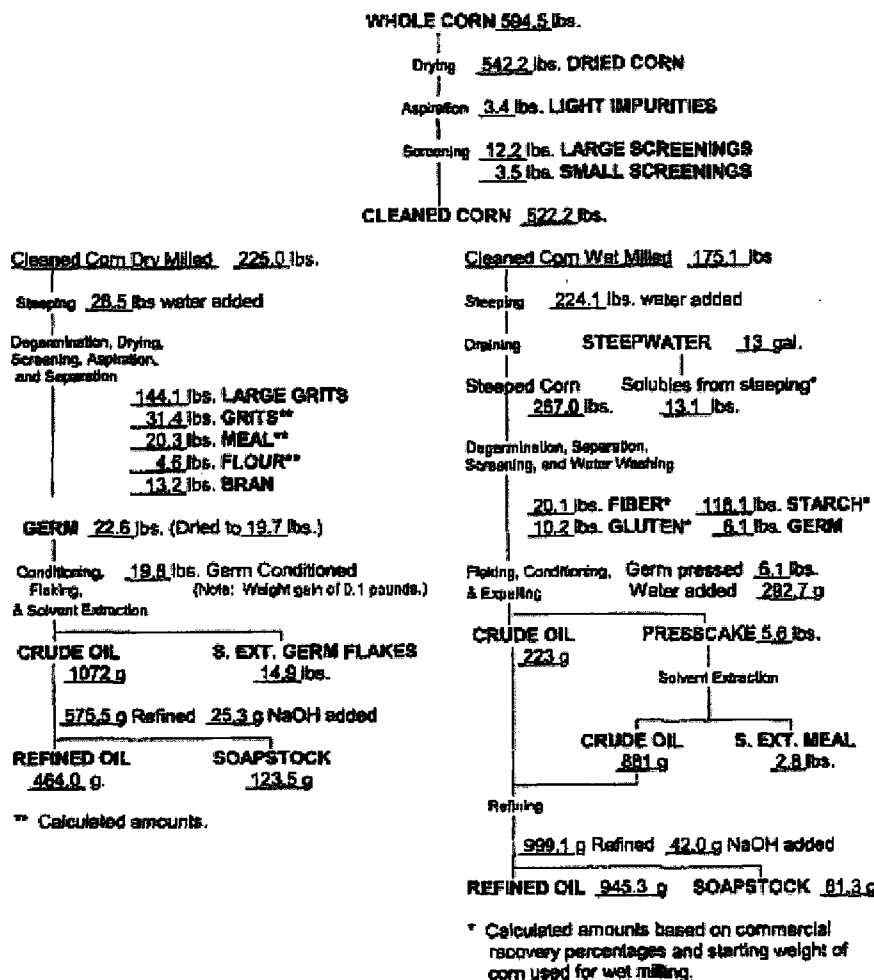 WHOLE CORN 594.5 lbs.
Drying 542.2 lbs. DRIED CORN
Aspiration 3.4 lbs. LIGHT IMPURITIES
Screening 12.2 lbs. LARGE SCREENINGS
3.5 lbs. SMALL SCREENINGS
CLEANED CORN 522.2 lbs.
Cleaned Corn Dry Milled 225.0 lbs.
Steeping 26.5 lbs water added
Degermination, Drying,
Screening, Aspiration,
and Separation
144.1 lbs. LARGE GRITS
31.4 lbs. GRITS**
20.3 lbs. MEAL**
4.6 lbs. FLOUR**
13.2 lbs. BRAN
GERM 22.6 lbs. (Dried to 19.7 lbs.)
Conditioning, 19.8 lbs. Germ Conditioned
Flaking, (Note: Weight gain of 0.1 pounds.)
& Solvent Extraction
CRUDE OIL S. EXT. GERM FLAKES
1072 g 14.9 lbs.
575.5 g Refined 25.3 g NaOH added
REFINED OIL SOAPSTOCK
464.0 g. 123.5 g
** Calculated amounts.
Cleaned Corn Wet Milled 175.1 lbs
Steeping 224.1 lbs. water added
Draining STEEPWATER 13 gal.
Steeped Corn Solubles from steeping*
267.0 lbs. 13.1 lbs.
Degermination, Separation,
Screening, and Water Washing
20.1 lbs. FIBER* 118.1 lbs. STARCH*
10.2 lbs. GLUTEN* 6.1 lbs. GERM
Flaking, Conditioning, Germ pressed 6.1 lbs.
& Expelling Water added 292.7 g
CRUDE OIL PRESSCAKE 5.6 lbs.
223 g
Solvent Extraction
CRUDE OIL S. EXT. MEAL
881 g 2.8 lbs.
Refining
999.1 g Refined 42.0 g NaOH added
REFINED OIL 945.3 g SOAPSTOCK 81.3 g
* Calculated amounts based on commercial
recovery percentages and starting weight of
corn used for wet milling.